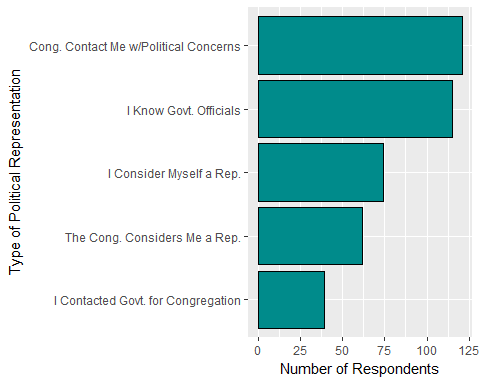 Type of Political Representation
Cong. Contact Me w/Political Concerns
I Know Govt. Officials
I Consider Myself a Rep.
The Cong. Considers Me a Rep.
I Contacted Govt. for Congregation
0 25 50 75 100 125
Number of Respondents